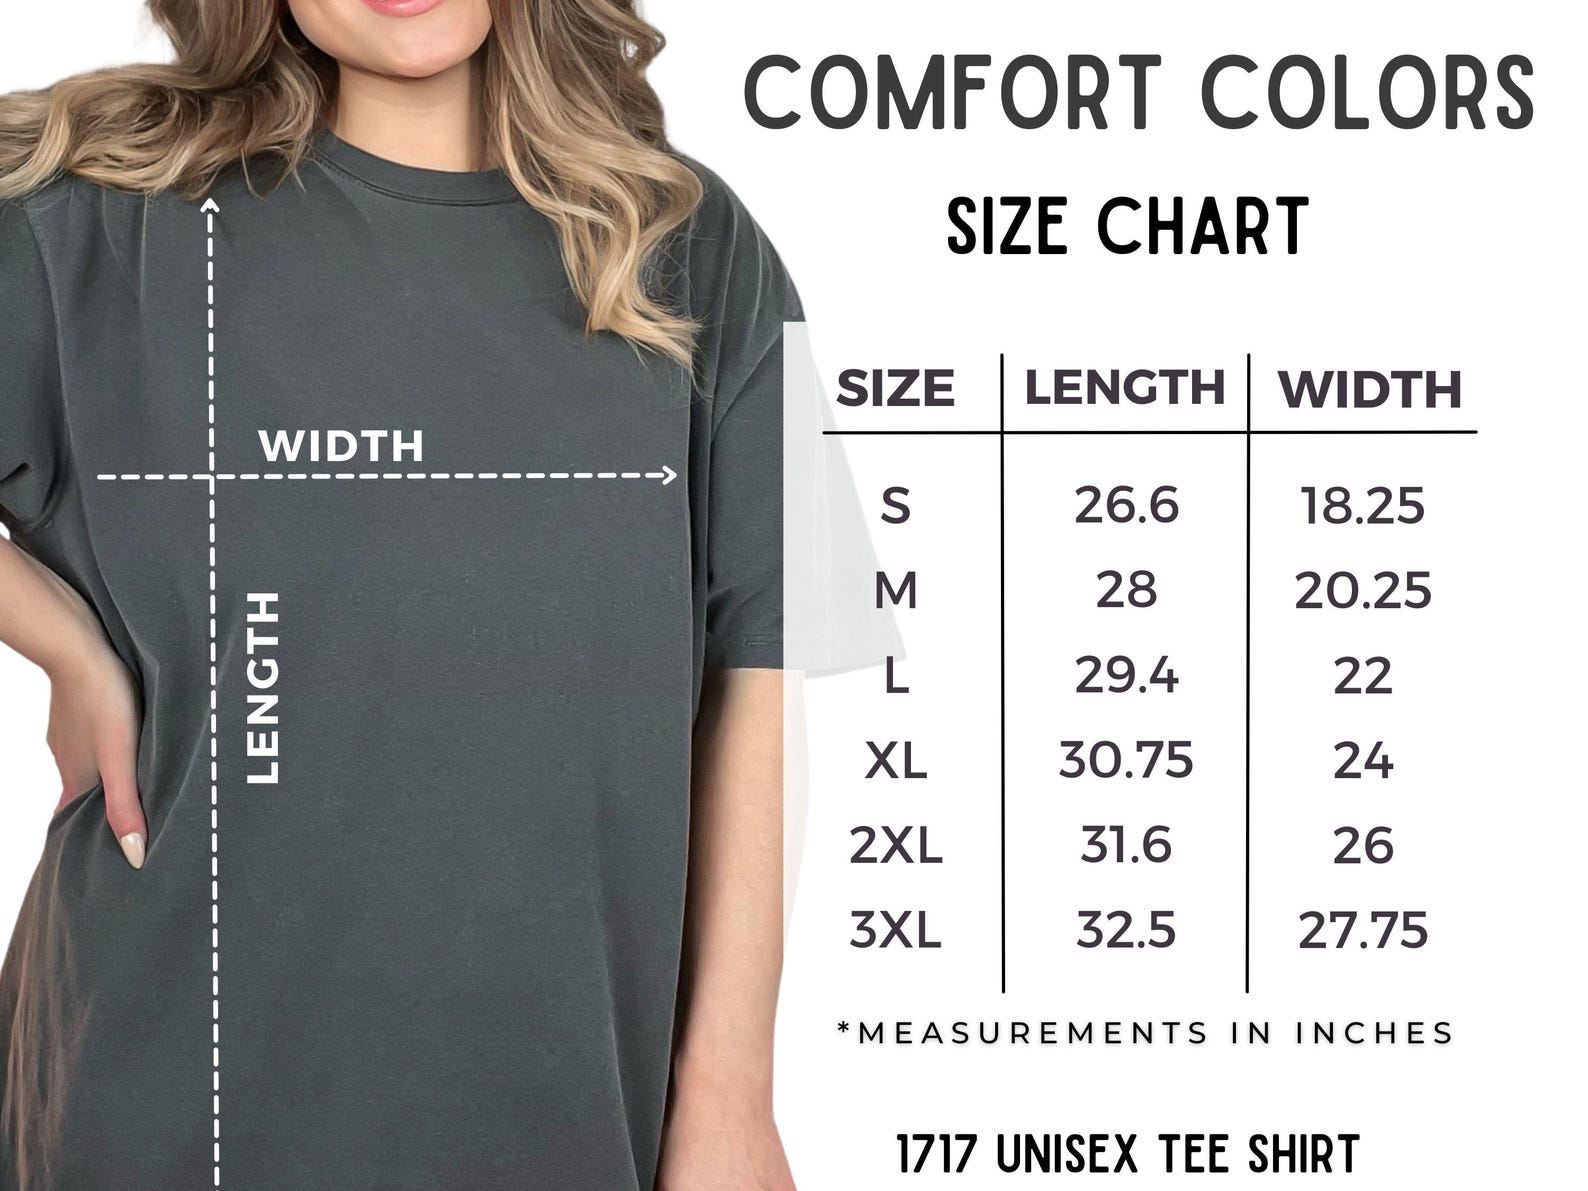 COMFORT COLORS
SIZE CHART
WIDTH
LENGTH
SIZE LENGTH WIDTH
S 26.6 18.25
M 28 20.25
L 29.4 22
XL 30.75 24
2XL 31.6 26
3XL 32.5 27.75
*MEASUREMENTS IN INCHES
1717 UNISEX TEE SHIRT